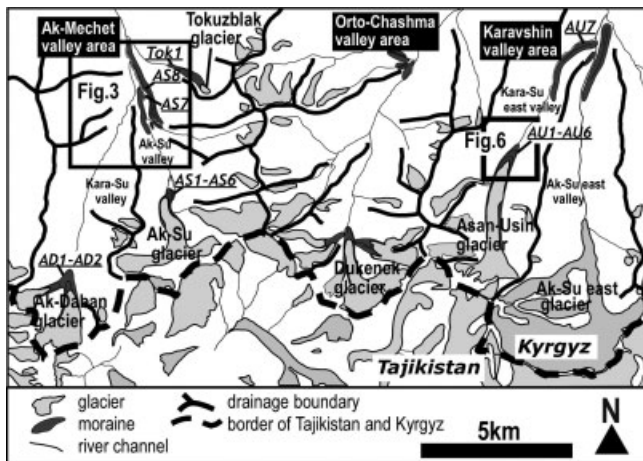 Ak-Mechet
valley area
Tokuzblak
glacier
Orto-Chashma
valley area
Karavshin
valley area
AU7
Tok1
AS8
AS7
Fig.3
Kara-Su
east valley
Fig.6
AU1-AU6
Ak-Su
valley
Kara-Su
valley
AS1-AS6
Ak-Su east
valley
Ak-Su
glacier
Asan-Usin
glacier
AD1-AD2
Ak-Daban
glacier
Dukenek
glacier
Ak-Su east
glacier
Kyrgyz
Tajikistan
glacier
moraine
river channel
drainage boundary
border of Tajikistan and Kyrgyz
5km
N